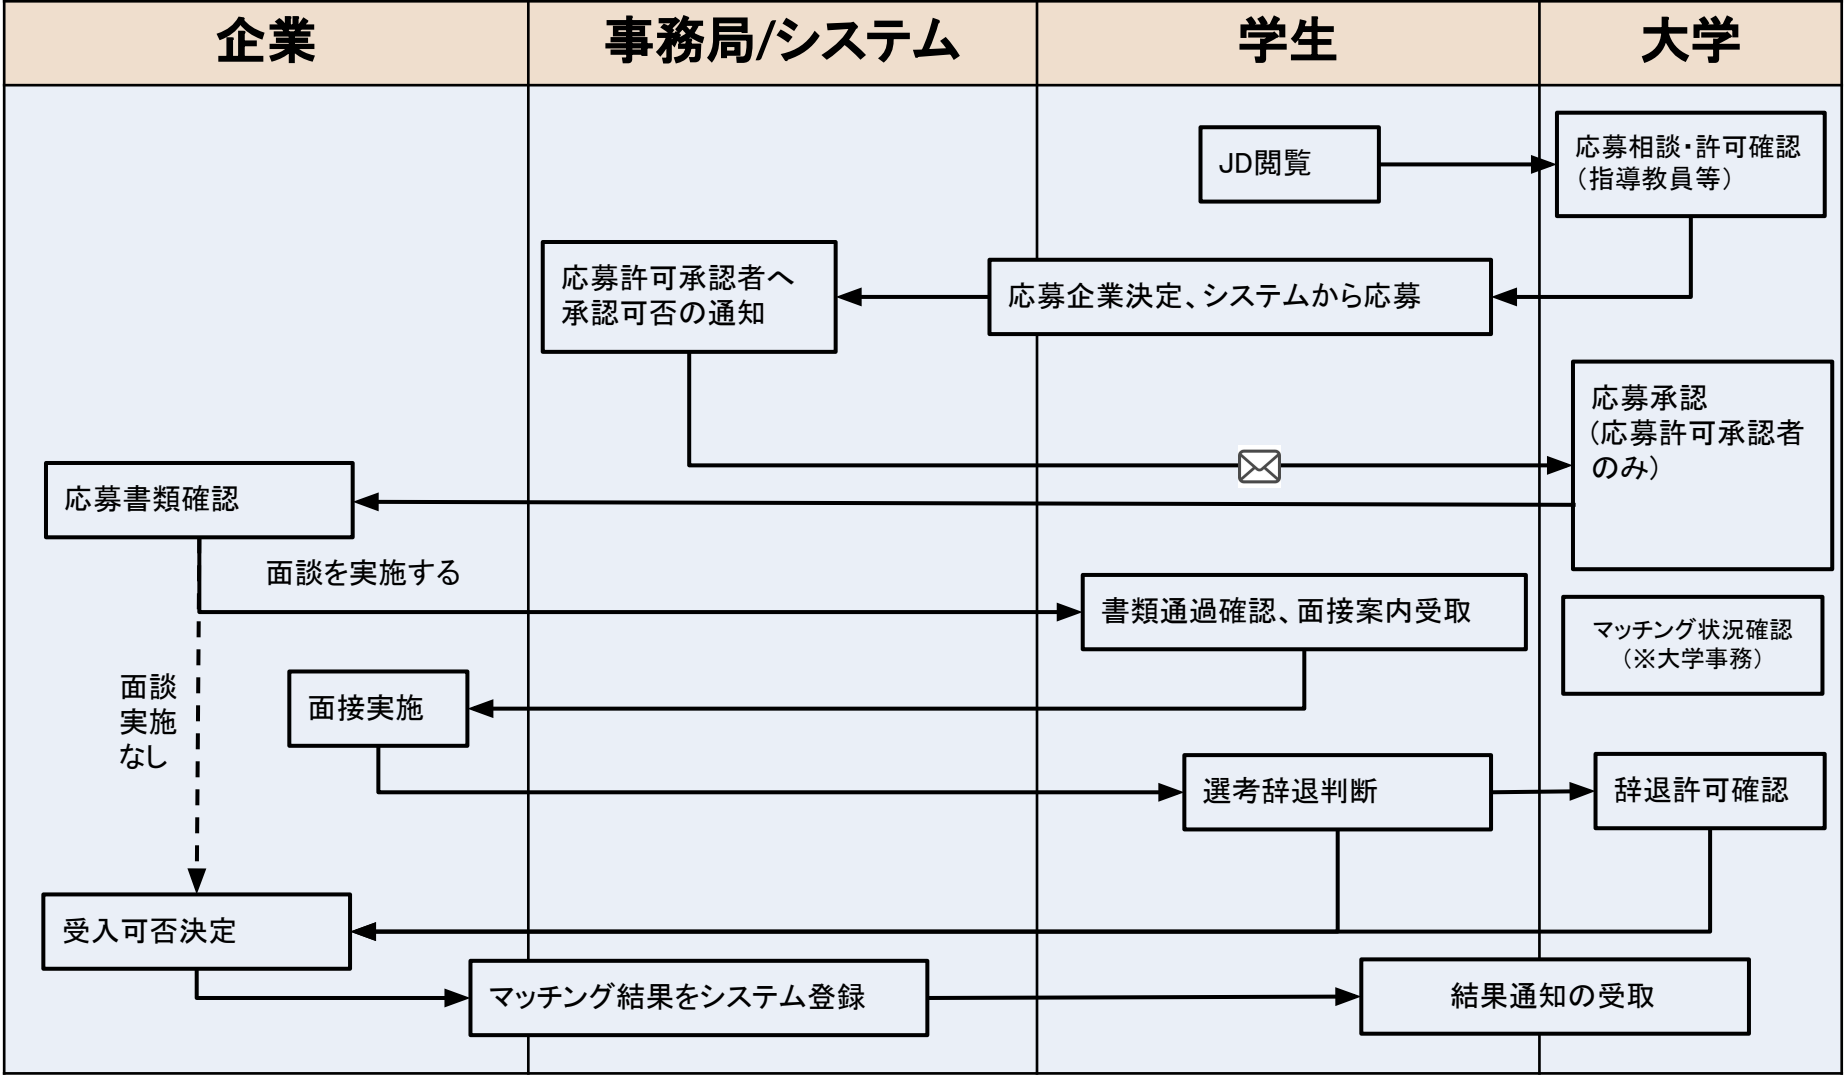 企業
事務局/システム
学生
大学
JD閲覧
応募相談・許可確認
（指導教員等）
応募許可承認者へ
承認可否の通知
応募企業決定、システムから応募
応募承認
（応募許可承認者
のみ）
応募書類確認
面談を実施する
書類通過確認、面接案内受取
マッチング状況確認
（※大学事務）
面談
実施
なし
面接実施
選考辞退判断
辞退許可確認
受入可否決定
マッチング結果をシステム登録
結果通知の受取